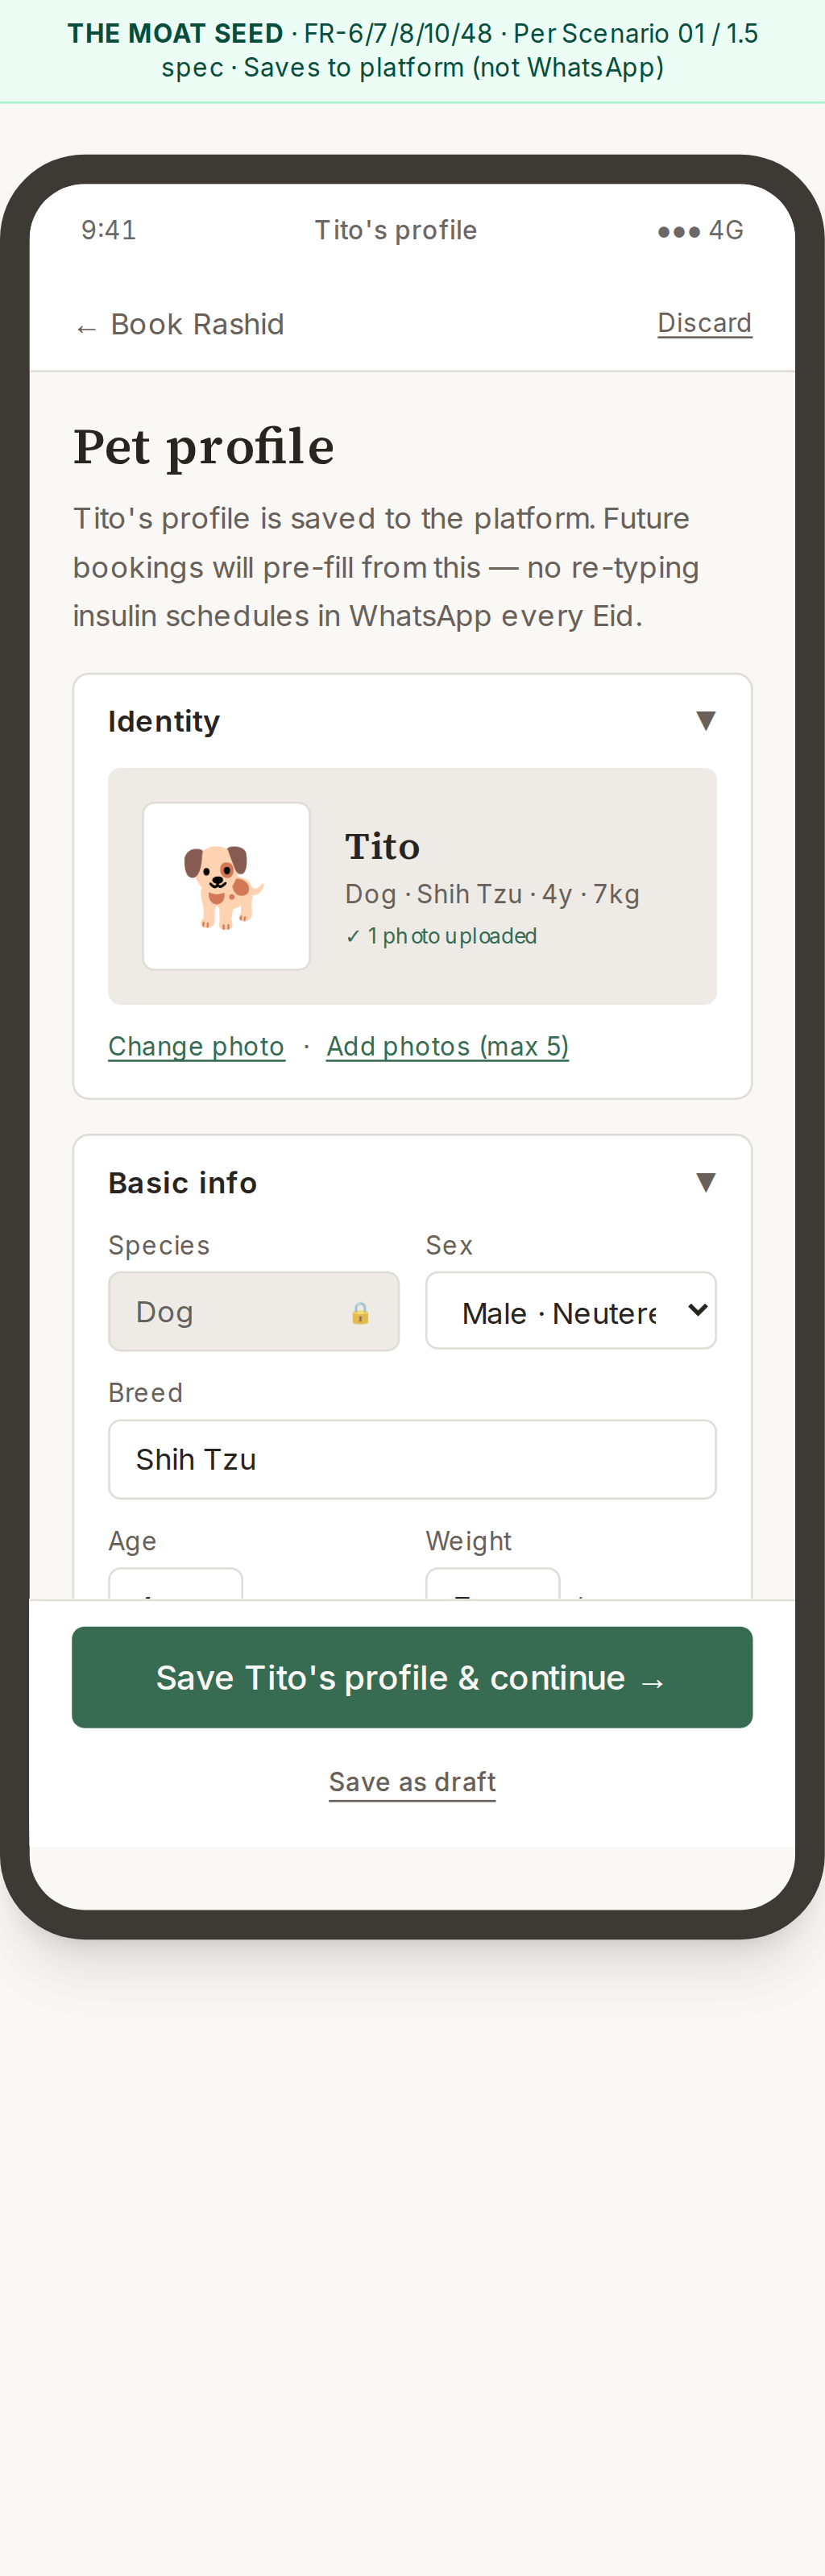 THE MOAT SEED · FR-6/7/8/10/48 · Per Scenario 01 / 1.5
spec · Saves to platform (not WhatsApp)
9:41 Tito's profile ●●● 4G
← Book Rashid Discard
Pet profile
Tito's profile is saved to the platform. Future
bookings will pre-fill from this — no re-typing
insulin schedules in WhatsApp every Eid.
Identity ▼
Tito
Dog · Shih Tzu · 4y · 7kg
✓ 1 photo uploaded
Change photo · Add photos (max 5)
Basic info ▼
Species Sex
Dog 🔒 Male · Neutere
Breed
Shih Tzu
Age Weight
Save Tito's profile & continue →
Save as draft